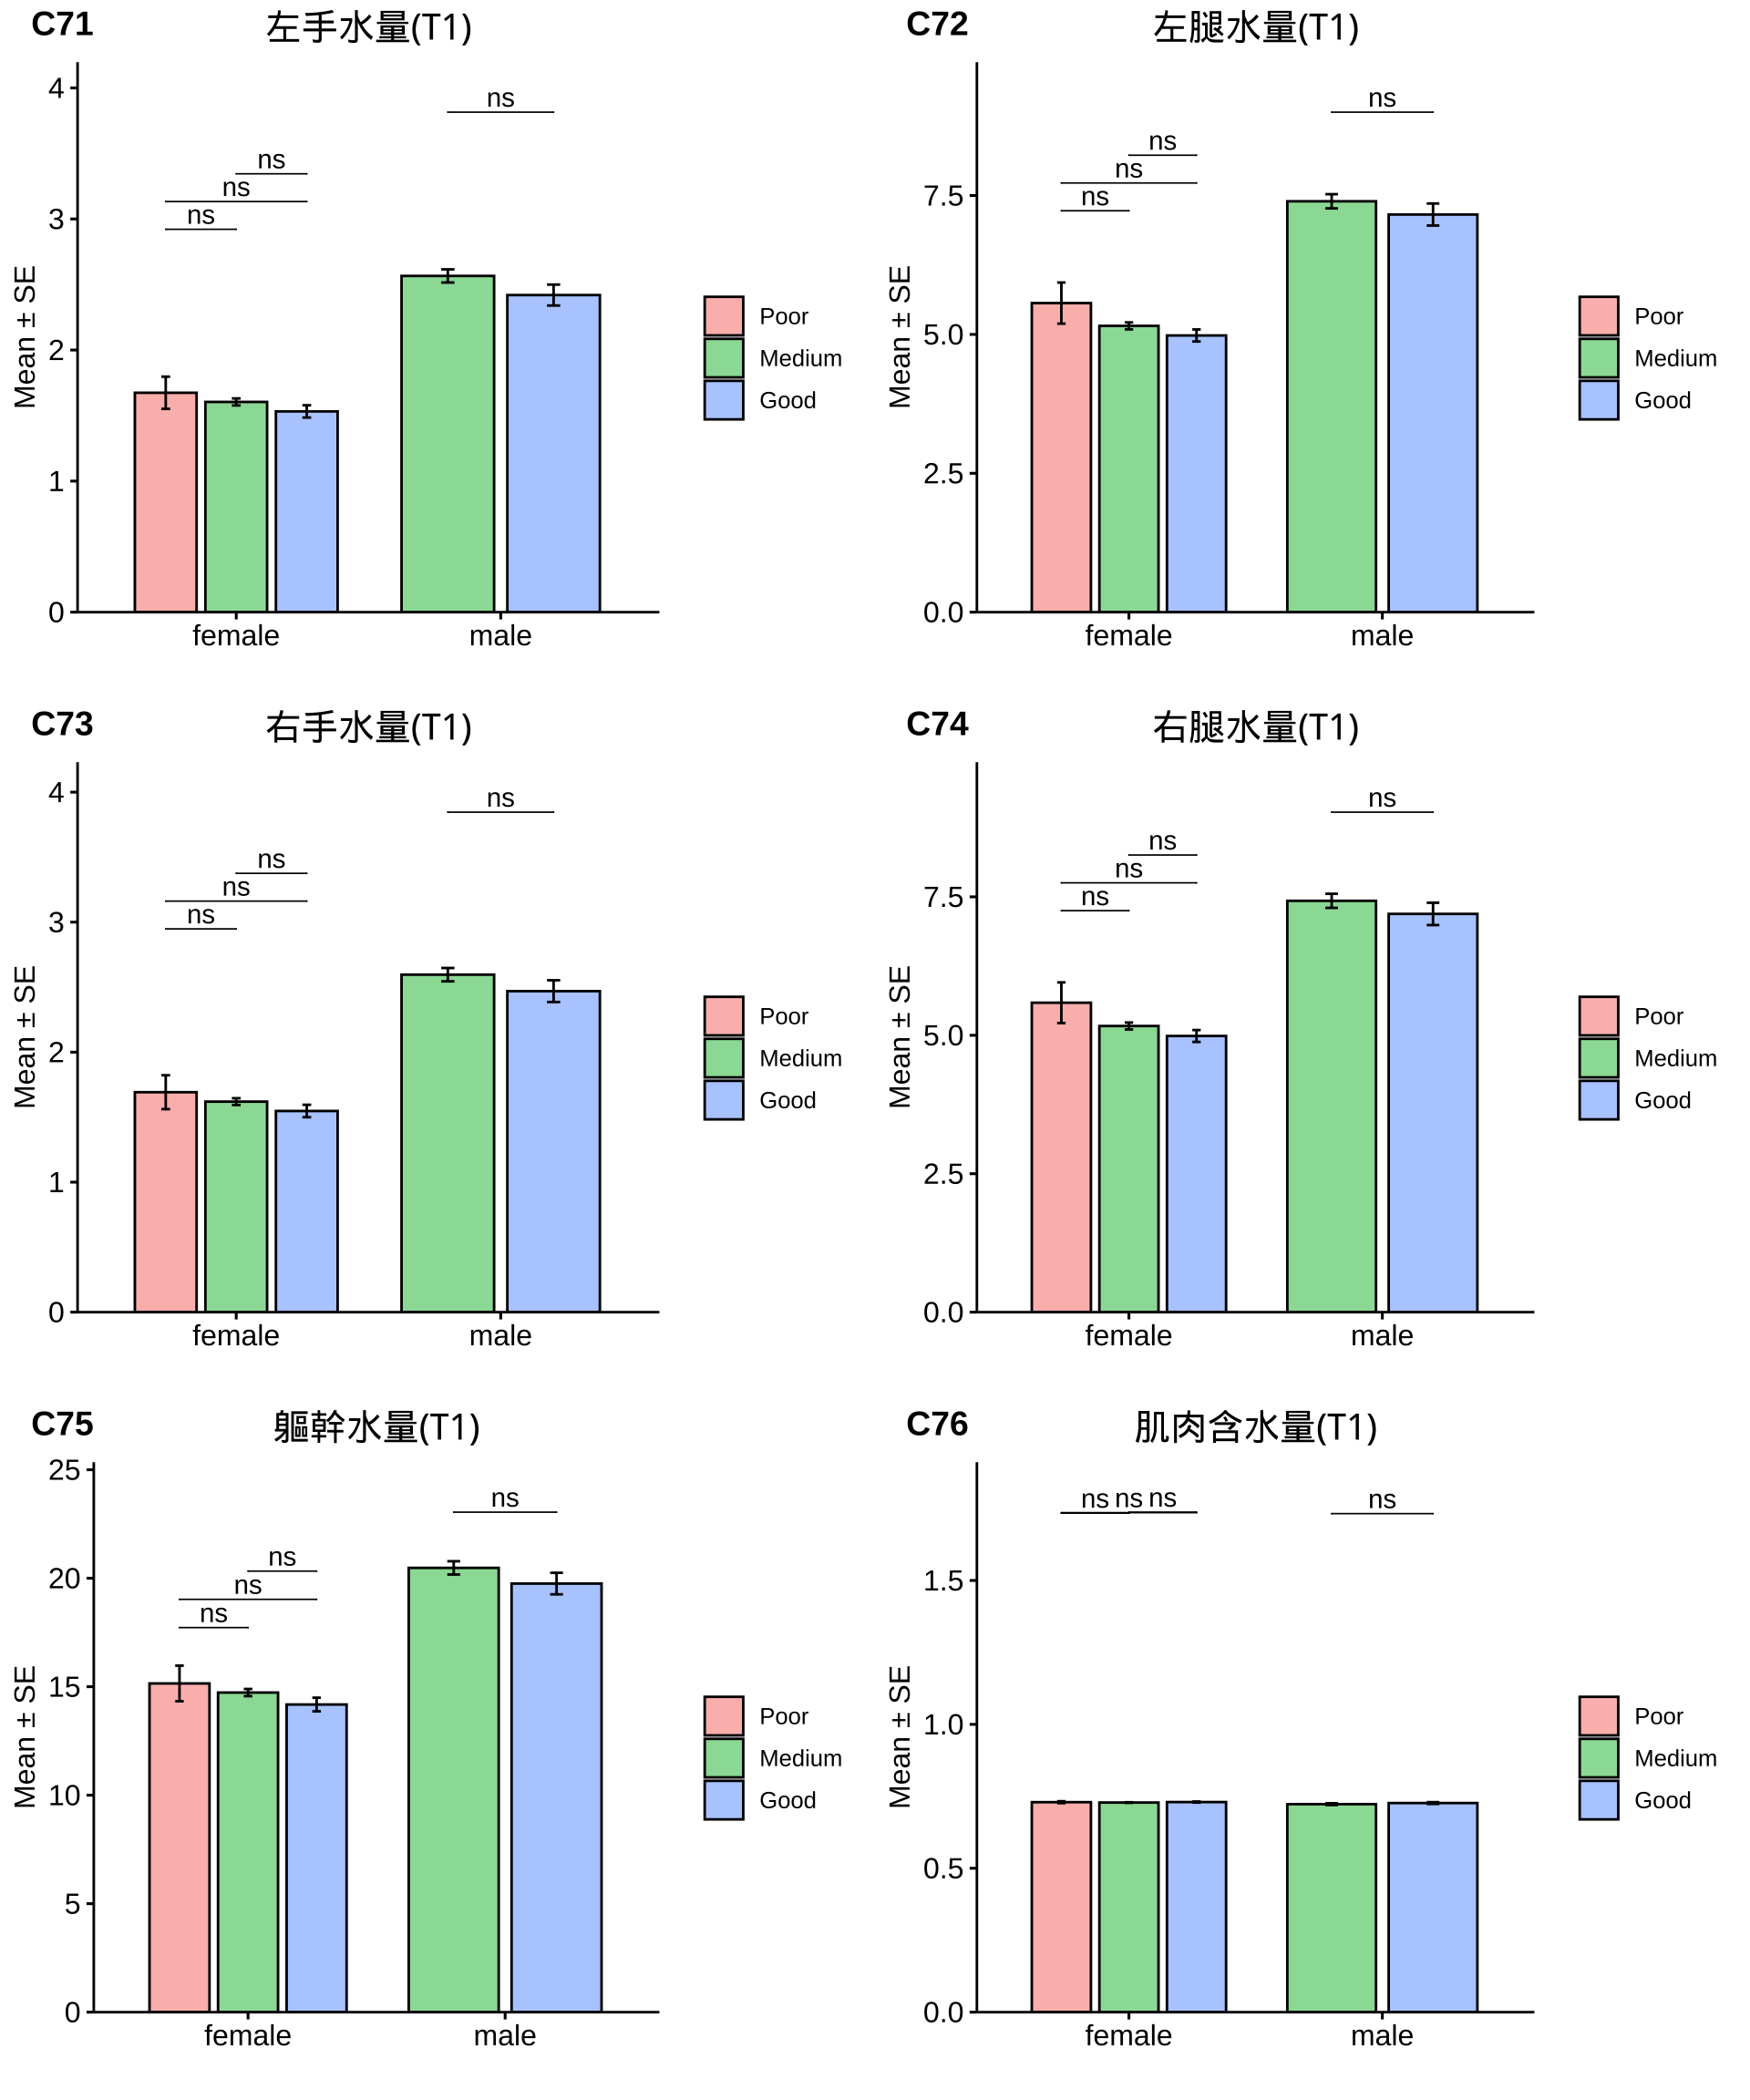 C71
左手水量(T1)
Mean ± SE
4
3
2
1
0
ns
ns
ns
ns
female
male
Poor
Medium
Good
C72
左腿水量(T1)
Mean ± SE
7.5
5.0
2.5
0.0
ns
ns
ns
ns
female
male
Poor
Medium
Good
C73
右手水量(T1)
Mean ± SE
4
3
2
1
0
ns
ns
ns
ns
female
male
Poor
Medium
Good
C74
右腿水量(T1)
Mean ± SE
7.5
5.0
2.5
0.0
ns
ns
ns
ns
female
male
Poor
Medium
Good
C75
軀幹水量(T1)
Mean ± SE
25
20
15
10
5
0
ns
ns
ns
ns
female
male
Poor
Medium
Good
C76
肌肉含水量(T1)
Mean ± SE
1.5
1.0
0.5
0.0
ns ns ns
ns
female
male
Poor
Medium
Good